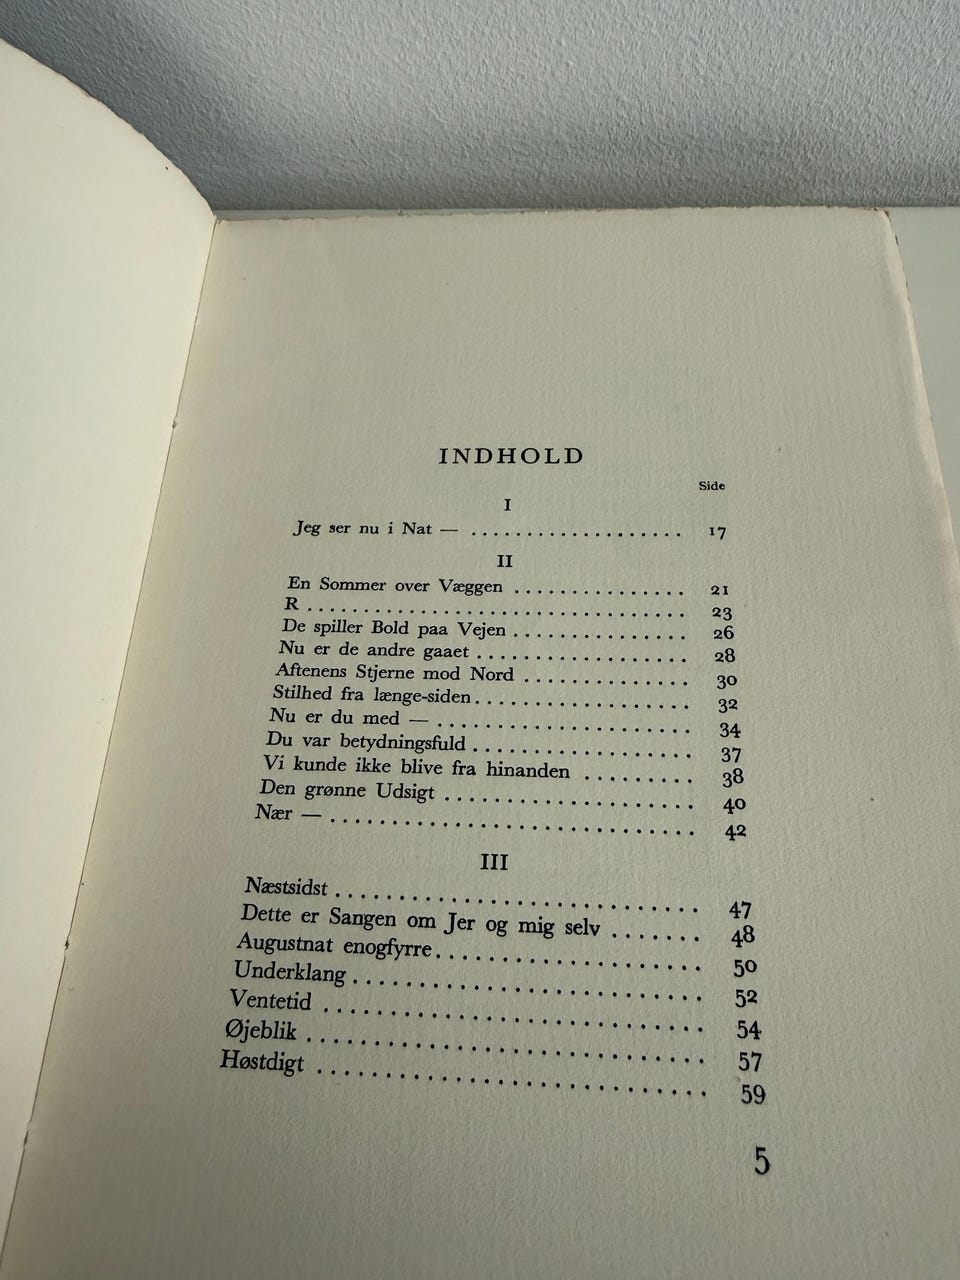 INDHOLD
Side
I
Jeg ser nu i Nat — ................... 17
II
En Sommer over Væggen ................ 21
R .................................. 23
De spiller Bold paa Vejen ................ 26
Nu er de andre gaaet ................... 28
Aftenens Stjerne mod Nord ............... 30
Stilhed fra længe-siden.................... 32
Nu er du med — ....................... 34
Du var betydningsfuld .................... 37
Vi kunde ikke blive fra hinanden .......... 38
Den grønne Udsigt ...................... 40
Nær — ................................ 42
III
Næstsidst ............................. 47
Dette er Sangen om Jer og mig selv ....... 48
Augustnat enogfyrre..................... 50
Underklang ............................ 52
Ventetid .............................. 54
Øjeblik ............................... 57
Høstdigt .............................. 59
5